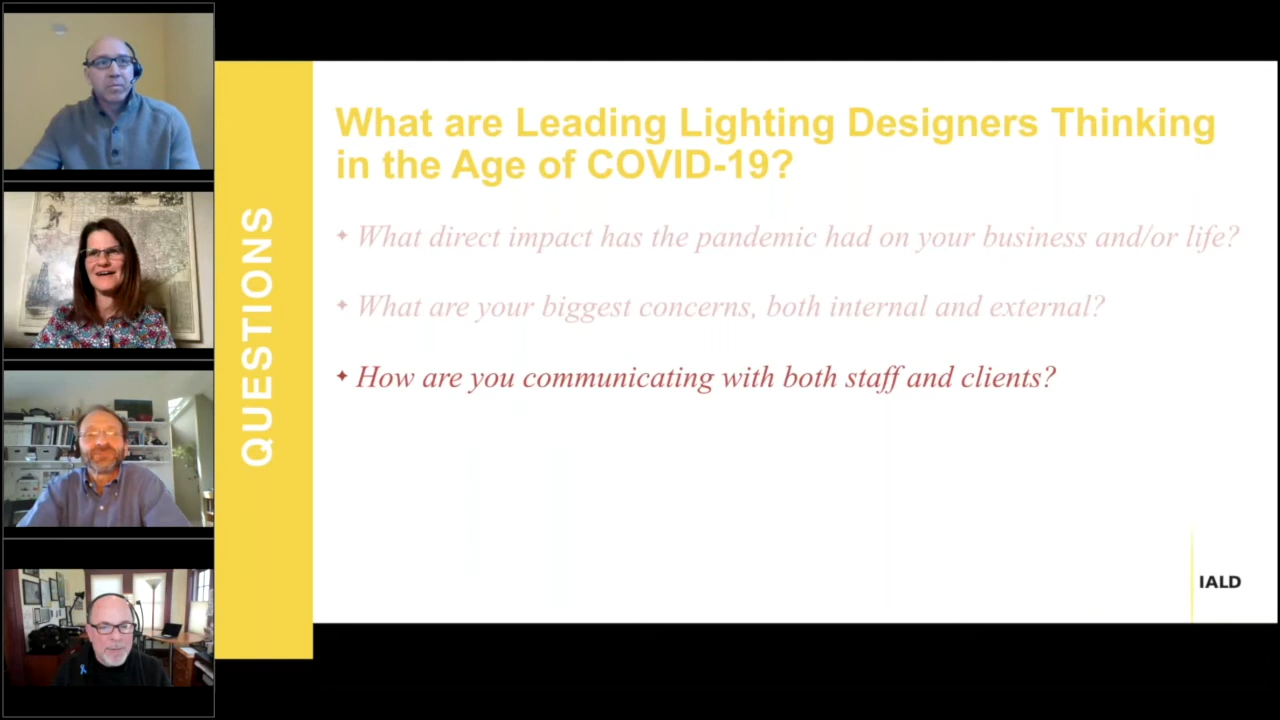 QUESTIONS
What are Leading Lighting Designers Thinking
in the Age of COVID-19?
What direct impact has the pandemic had on your business and/or life?
What are your biggest concerns, both internal and external?
How are you communicating with both staff and clients?
IALD